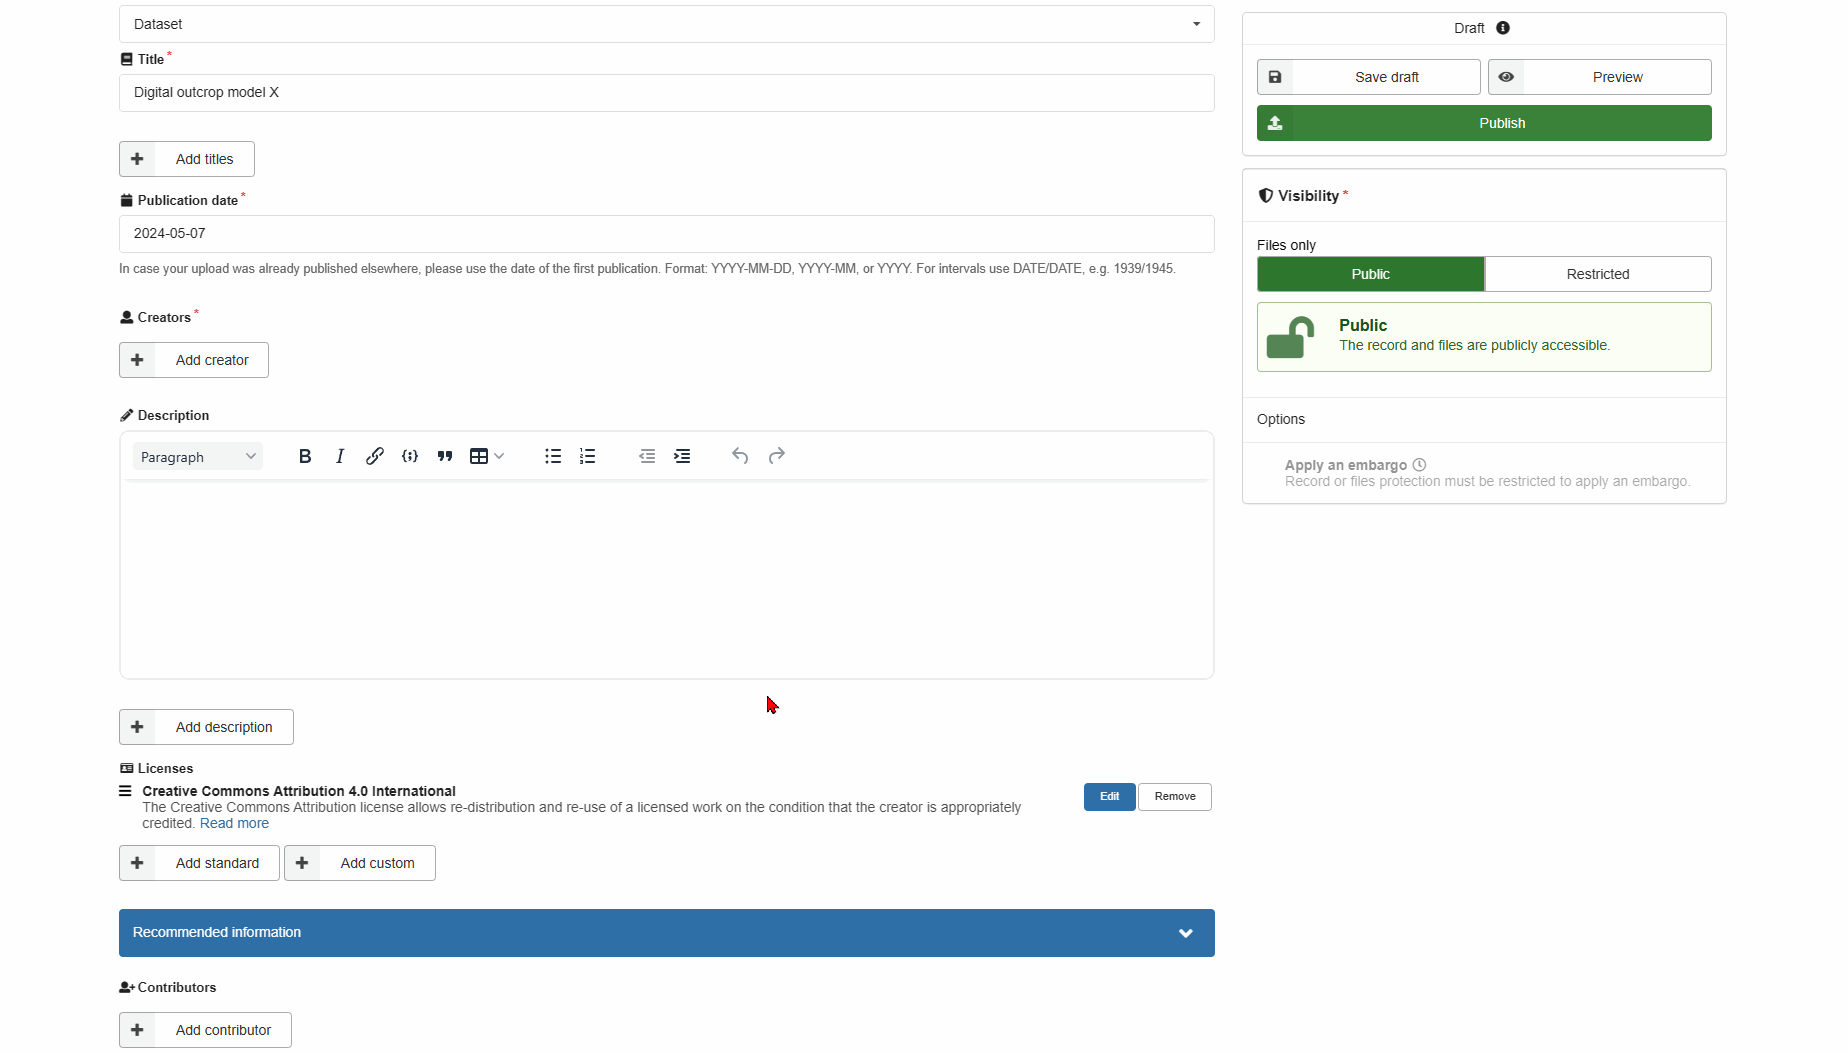 Dataset
Title *
Digital outcrop model X
Add titles
Publication date *
2024-05-07
In case your upload was already published elsewhere, please use the date of the first publication. Format: YYYY-MM-DD, YYYY-MM, or YYYY. For intervals use DATE/DATE, e.g. 1939/1945.
Creators *
Add creator
Description
Paragraph
Add description
Licenses
Creative Commons Attribution 4.0 International
The Creative Commons Attribution license allows re-distribution and re-use of a licensed work on the condition that the creator is appropriately
credited. Read more
Edit
Remove
Add standard
Add custom
Recommended information
Contributors
Add contributor
Draft
Save draft
Preview
Publish
Visibility *
Files only
Public
Restricted
Public
The record and files are publicly accessible.
Options
Apply an embargo
Record or files protection must be restricted to apply an embargo.